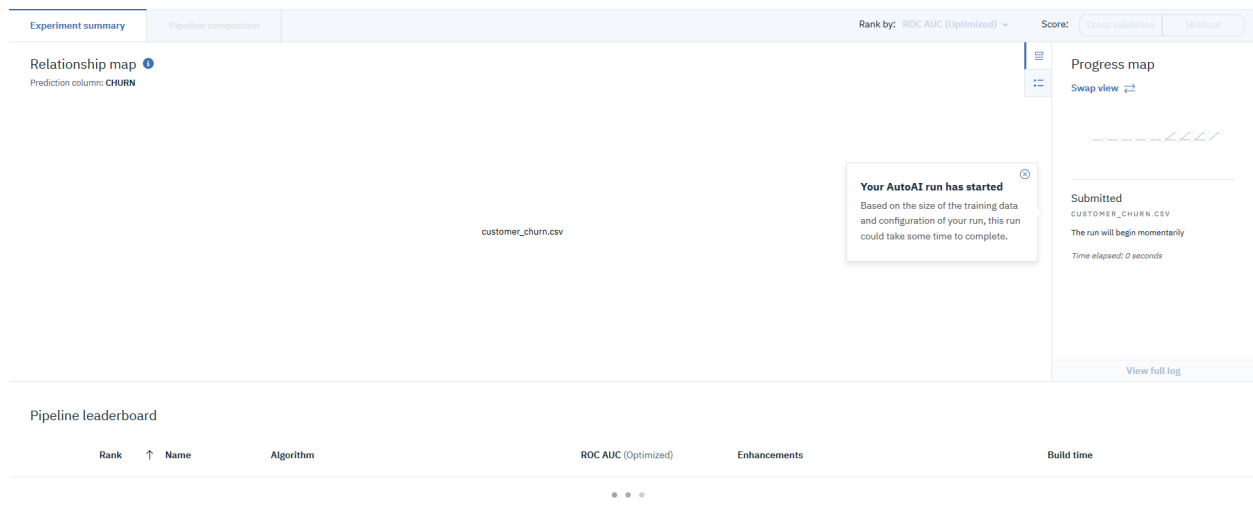 Experiment summary
Pipeline comparison
Rank by: ROC AUC (Optimized)
Score: Cross validation Holdout
Relationship map
Prediction column: CHURN
customer_churn.csv
Your AutoAI run has started
Based on the size of the training data
and configuration of your run, this run
could take some time to complete.
Progress map
Swap view
Submitted
CUSTOMER_CHURN.CSV
The run will begin momentarily
Time elapsed: 0 seconds
View full log
Pipeline leaderboard
Rank Name Algorithm ROC AUC (Optimized) Enhancements Build time